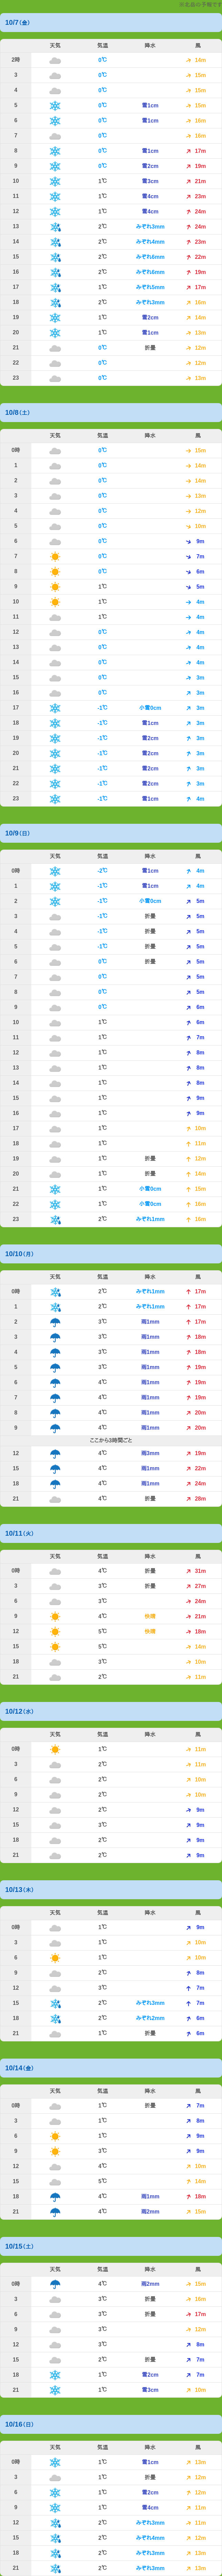 ※気温の予報です
10/7(金)
天気 気温 降水 風
2時 0℃ 14m
3 0℃ 15m
4 0℃ 15m
5 0℃ 雪1cm 15m
6 0℃ 雪1cm 16m
7 0℃ 16m
8 0℃ 雪1cm 17m
9 0℃ 雪2cm 19m
10 1℃ 雪3cm 21m
11 1℃ 雪4cm 23m
12 1℃ 雪4cm 24m
13 2℃ みぞれ3mm 24m
14 2℃ みぞれ4mm 23m
15 2℃ みぞれ6mm 22m
16 2℃ みぞれ6mm 19m
17 1℃ みぞれ5mm 17m
18 2℃ みぞれ3mm 16m
19 1℃ 雪2cm 14m
20 1℃ 雪1cm 13m
21 0℃ 折曇 12m
22 0℃ 12m
23 0℃ 13m
10/8(土)
天気 気温 降水 風
0時 0℃ 15m
1 0℃ 14m
2 0℃ 14m
3 0℃ 13m
4 0℃ 12m
5 0℃ 10m
6 0℃ 9m
7 0℃ 7m
8 0℃ 6m
9 1℃ 5m
10 1℃ 4m
11 1℃ 4m
12 0℃ 4m
13 0℃ 4m
14 0℃ 4m
15 0℃ 3m
16 0℃ 3m
17 -1℃ 小雪0cm 3m
18 -1℃ 雪1cm 3m
19 -1℃ 雪2cm 3m
20 -1℃ 雪2cm 3m
21 -1℃ 雪2cm 3m
22 -1℃ 雪2cm 3m
23 -1℃ 雪1cm 4m
10/9(日)
天気 気温 降水 風
0時 -2℃ 雪1cm 4m
1 -1℃ 雪1cm 4m
2 -1℃ 小雪0cm 5m
3 -1℃ 折曇 5m
4 -1℃ 折曇 5m
5 -1℃ 折曇 5m
6 0℃ 折曇 5m
7 0℃ 5m
8 0℃ 5m
9 0℃ 6m
10 1℃ 6m
11 1℃ 7m
12 1℃ 8m
13 1℃ 8m
14 1℃ 8m
15 1℃ 9m
16 1℃ 9m
17 1℃ 10m
18 1℃ 11m
19 1℃ 折曇 12m
20 1℃ 折曇 14m
21 1℃ 小雪0cm 15m
22 1℃ 小雪0cm 16m
23 2℃ みぞれ1mm 16m
10/10(月)
天気 気温 降水 風
0時 2℃ みぞれ1mm 17m
1 2℃ みぞれ1mm 17m
2 3℃ 雨1mm 17m
3 3℃ 雨1mm 18m
4 3℃ 雨1mm 18m
5 3℃ 雨1mm 19m
6 4℃ 雨1mm 19m
7 4℃ 雨1mm 19m
8 4℃ 雨1mm 20m
9 4℃ 雨1mm 20m
ここから3時間ごと
12 4℃ 雨3mm 19m
15 4℃ 雨1mm 22m
18 4℃ 雨1mm 24m
21 4℃ 折曇 28m
10/11(火)
天気 気温 降水 風
0時 4℃ 折曇 31m
3 3℃ 折曇 27m
6 3℃ 24m
9 4℃ 快晴 21m
12 5℃ 快晴 18m
15 5℃ 14m
18 3℃ 10m
21 2℃ 11m
10/12(水)
天気 気温 降水 風
0時 1℃ 11m
3 2℃ 11m
6 2℃ 10m
9 2℃ 10m
12 2℃ 9m
15 3℃ 9m
18 2℃ 9m
21 2℃ 9m
10/13(木)
天気 気温 降水 風
0時 1℃ 9m
3 1℃ 10m
6 1℃ 10m
9 2℃ 8m
12 3℃ 7m
15 2℃ みぞれ3mm 7m
18 2℃ みぞれ2mm 6m
21 1℃ 折曇 6m
10/14(金)
天気 気温 降水 風
0時 1℃ 折曇 7m
3 1℃ 8m
6 1℃ 9m
9 3℃ 9m
12 4℃ 10m
15 5℃ 14m
18 4℃ 雨1mm 18m
21 4℃ 雨2mm 15m
10/15(土)
天気 気温 降水 風
0時 4℃ 雨2mm 15m
3 3℃ 折曇 16m
6 3℃ 折曇 17m
9 3℃ 12m
12 3℃ 8m
15 2℃ 折曇 7m
18 1℃ 雪2cm 7m
21 1℃ 雪3cm 10m
10/16(日)
天気 気温 降水 風
0時 1℃ 雪1cm 13m
3 1℃ 折曇 12m
6 1℃ 雪2cm 12m
9 1℃ 雪4cm 11m
12 2℃ みぞれ3mm 11m
15 2℃ みぞれ4mm 12m
18 2℃ みぞれ3mm 13m
21 2℃ みぞれ3mm 13m